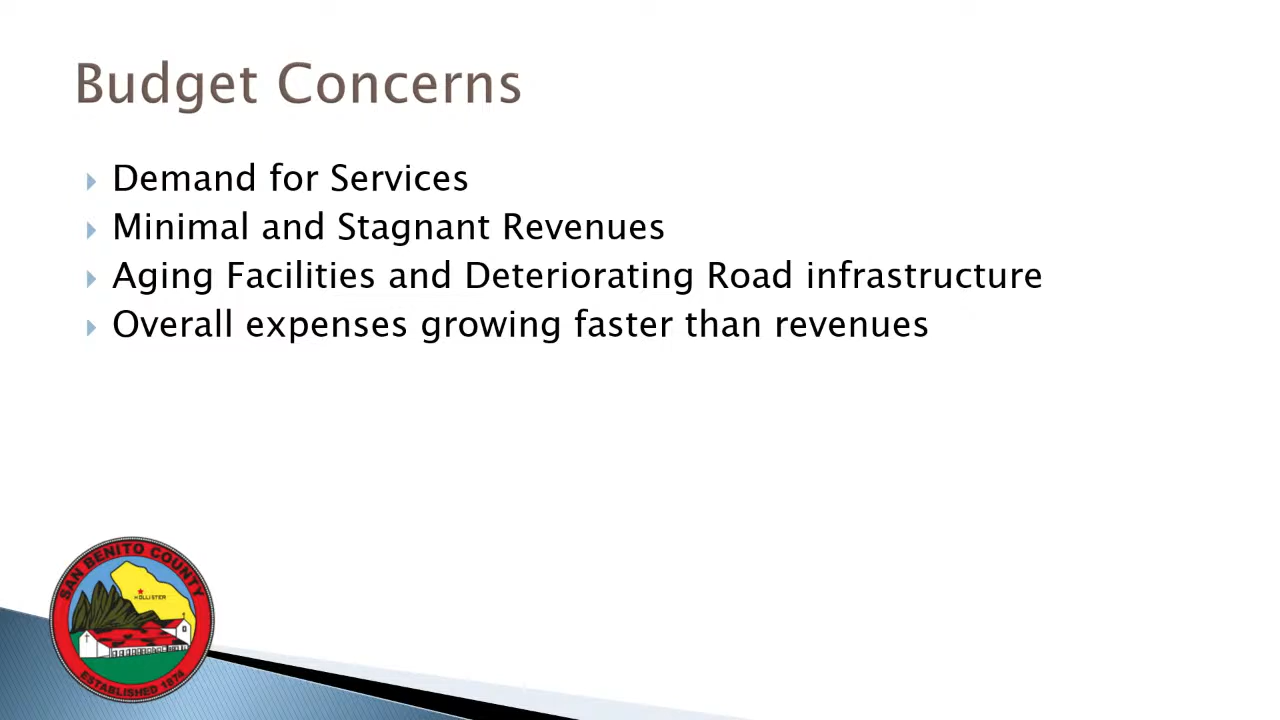 Budget Concerns
Demand for Services
Minimal and Stagnant Revenues
Aging Facilities and Deteriorating Road infrastructure
Overall expenses growing faster than revenues
SAN BENITO COUNTY
HOLLISTER
ESTABLISHED 1874